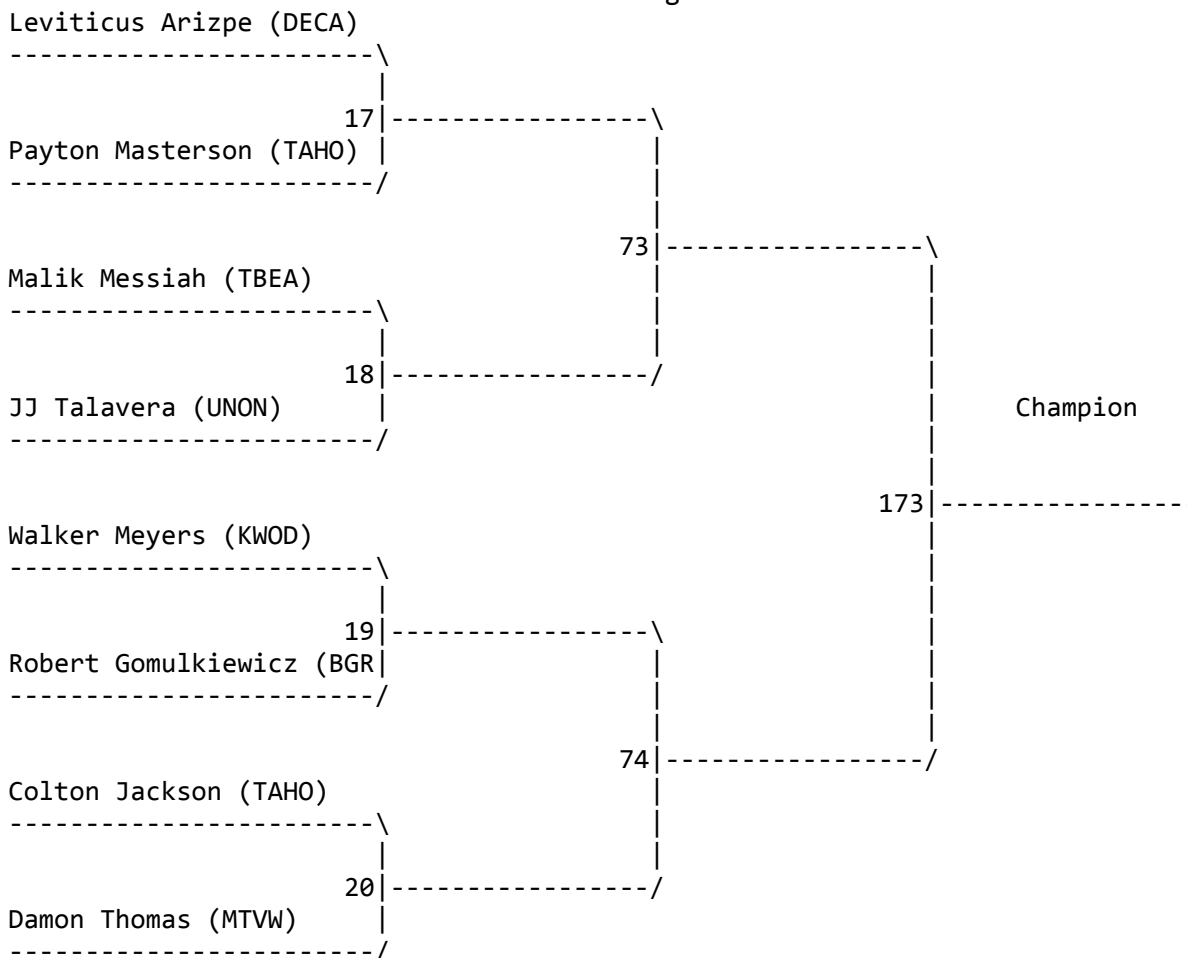 Leviticus Arizpe (DECA)
------------------------\
|
17|-----------------\
Payton Masterson (TAHO) | |
------------------------/ |
|
73|-----------------\
Malik Messiah (TBEA) | |
------------------------\ | |
| | |
18|-----------------/ |
JJ Talavera (UNON) | | Champion
------------------------/ |
|
173|----------------
Walker Meyers (KWOD) |
------------------------\ |
| |
19|-----------------\ |
Robert Gomulkiewicz (BGR| | |
------------------------/ | |
| |
74|-----------------/
Colton Jackson (TAHO) |
------------------------\ |
| |
20|-----------------/
Damon Thomas (MTVW) |
------------------------/